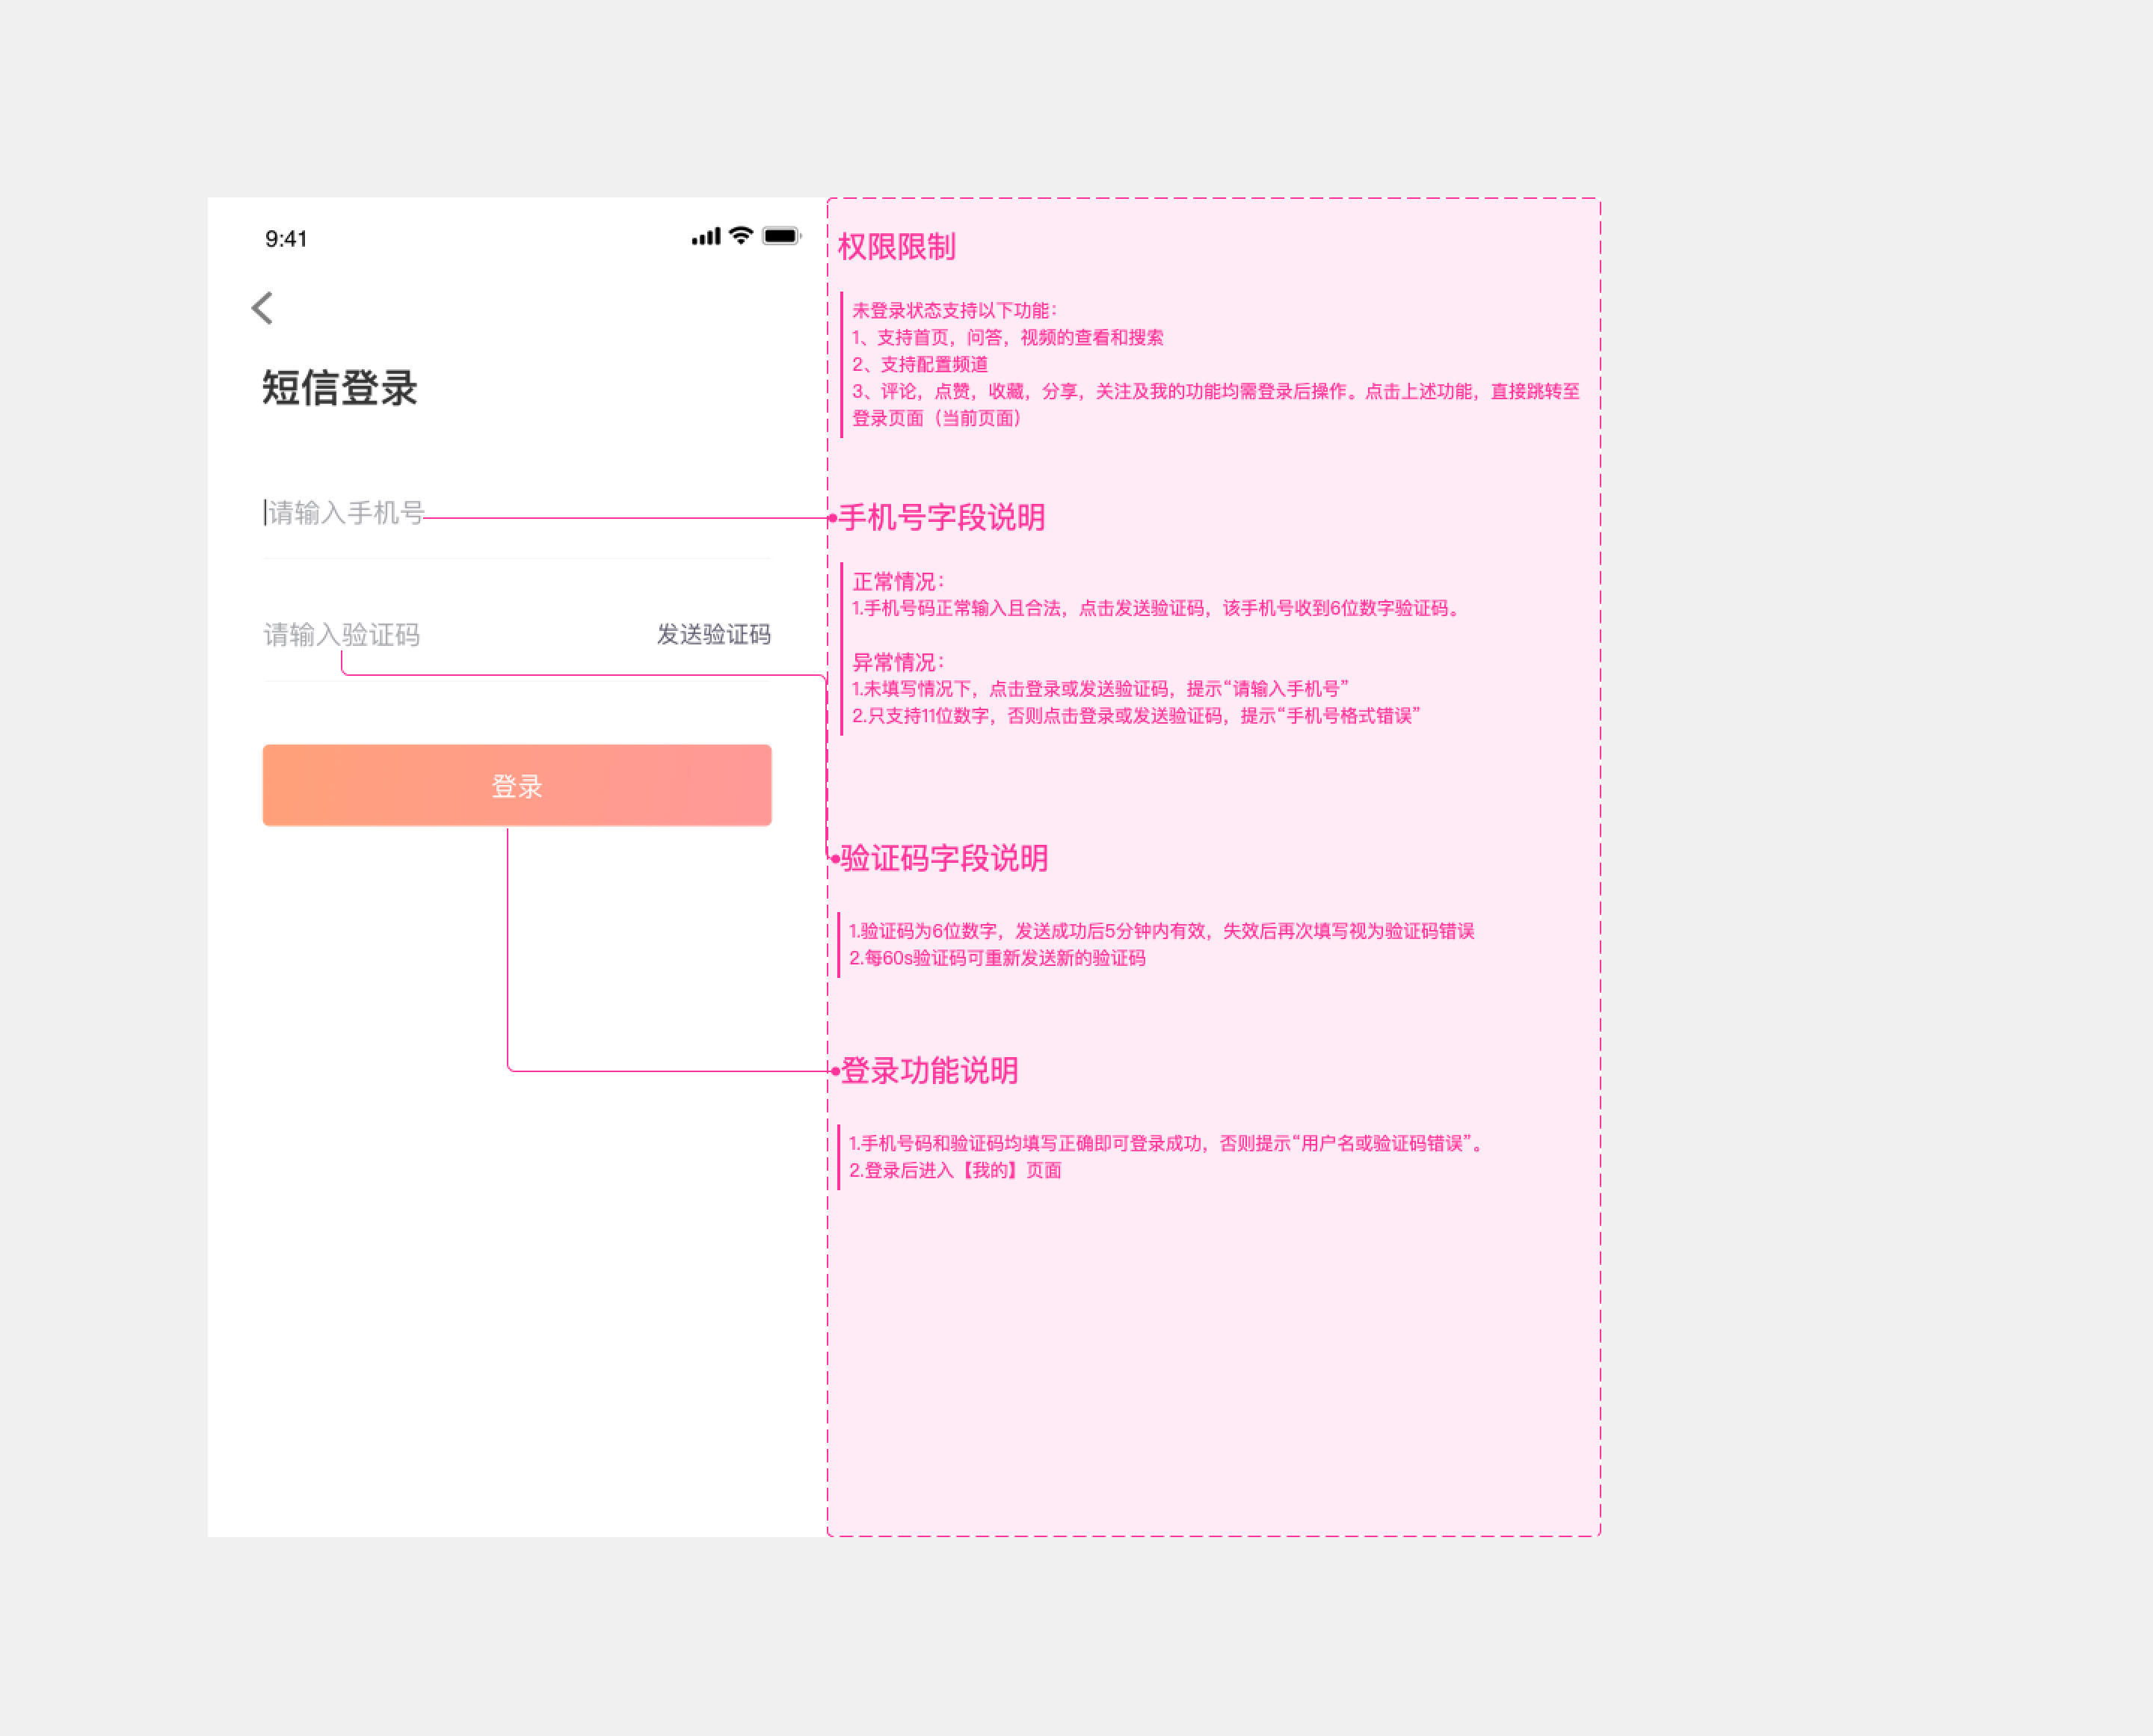 9:41
短信登录
请输入手机号
请输入验证码
发送验证码
登录
权限限制
未登录状态支持以下功能：
1、支持首页，问答，视频的查看和搜索
2、支持配置频道
3、评论，点赞，收藏，分享，关注及我的功能均需登录后操作。点击上述功能，直接跳转至
登录页面（当前页面）
手机号字段说明
正常情况：
1.手机号码正常输入且合法，点击发送验证码，该手机号收到6位数字验证码。
异常情况：
1.未填写情况下，点击登录或发送验证码，提示“请输入手机号”
2.只支持11位数字，否则点击登录或发送验证码，提示“手机号格式错误”
验证码字段说明
1.验证码为6位数字，发送成功后5分钟内有效，失效后再次填写视为验证码错误
2.每60s验证码可重新发送新的验证码
登录功能说明
1.手机号码和验证码均填写正确即可登录成功，否则提示“用户名或验证码错误”。
2.登录后进入【我的】页面